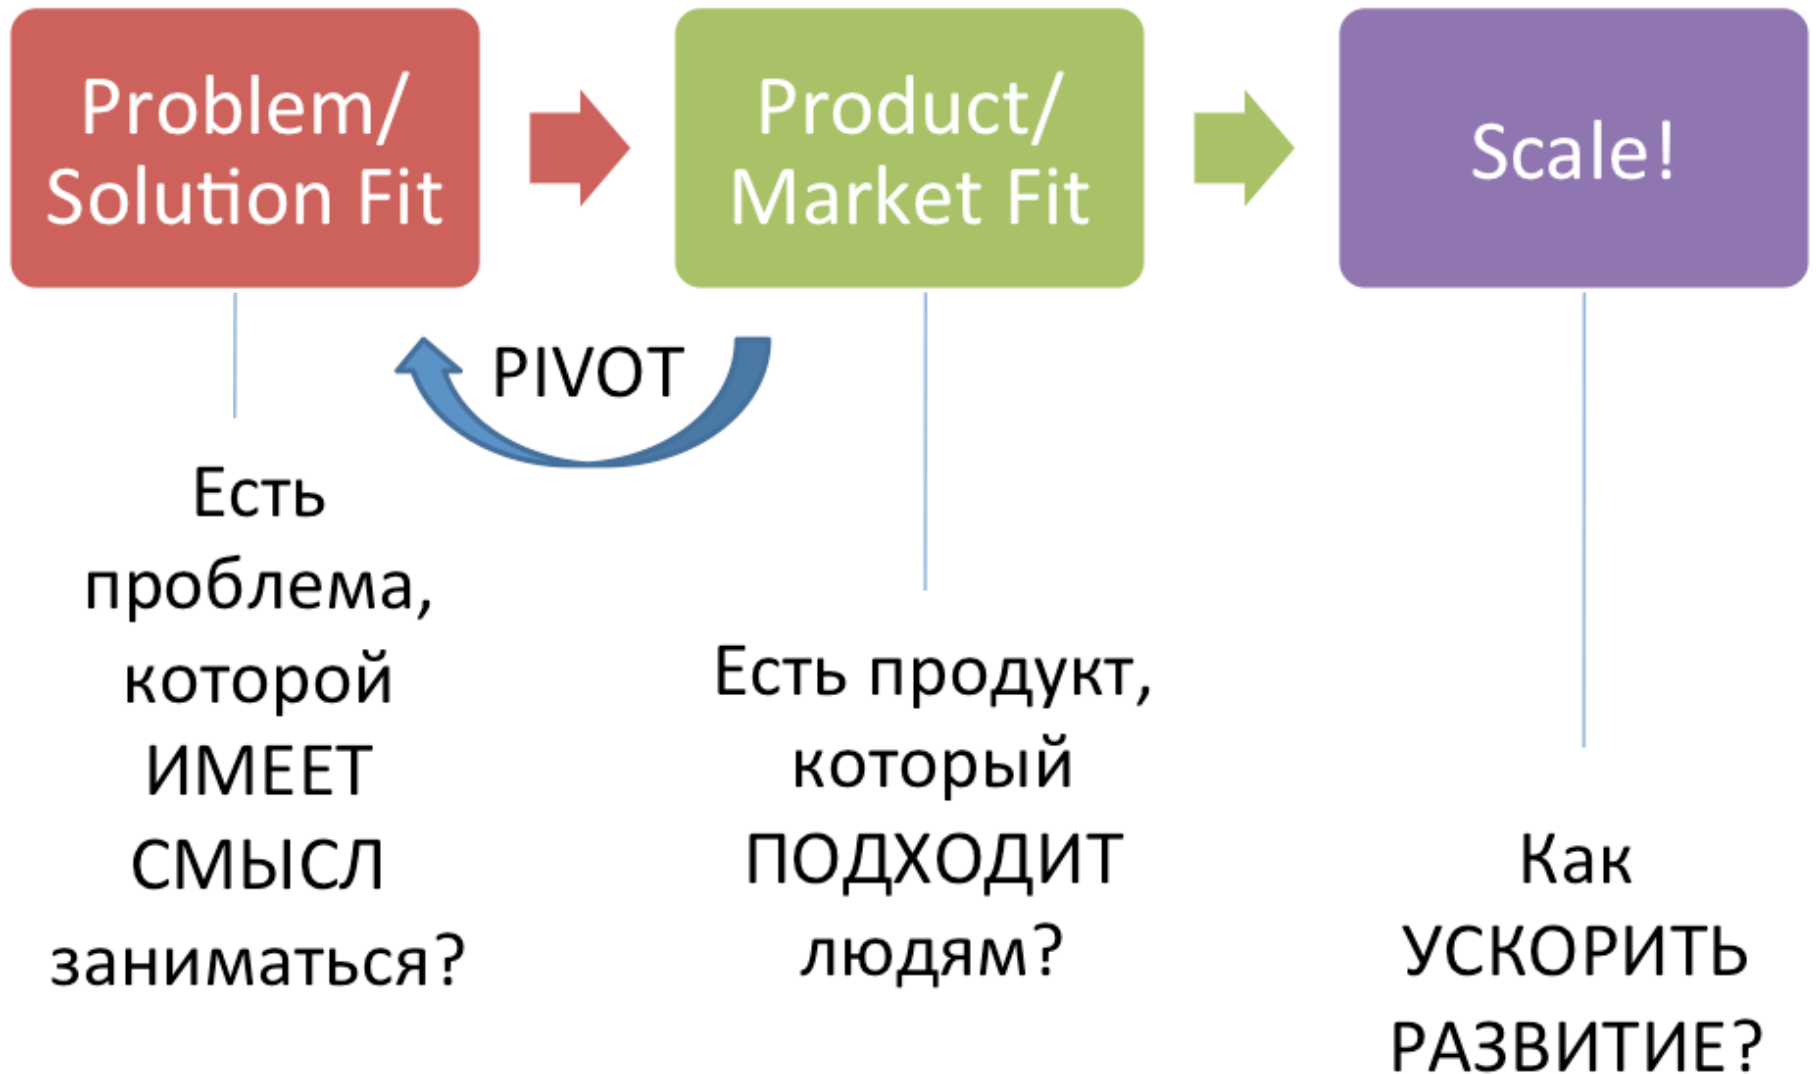 Problem/
Solution Fit
Product/
Market Fit
Scale!
PIVOT
Есть
проблема,
которой
ИМЕЕТ
СМЫСЛ
заниматься?
Есть продукт,
который
ПОДХОДИТ
людям?
Как
УСКОРИТЬ
РАЗВИТИЕ?